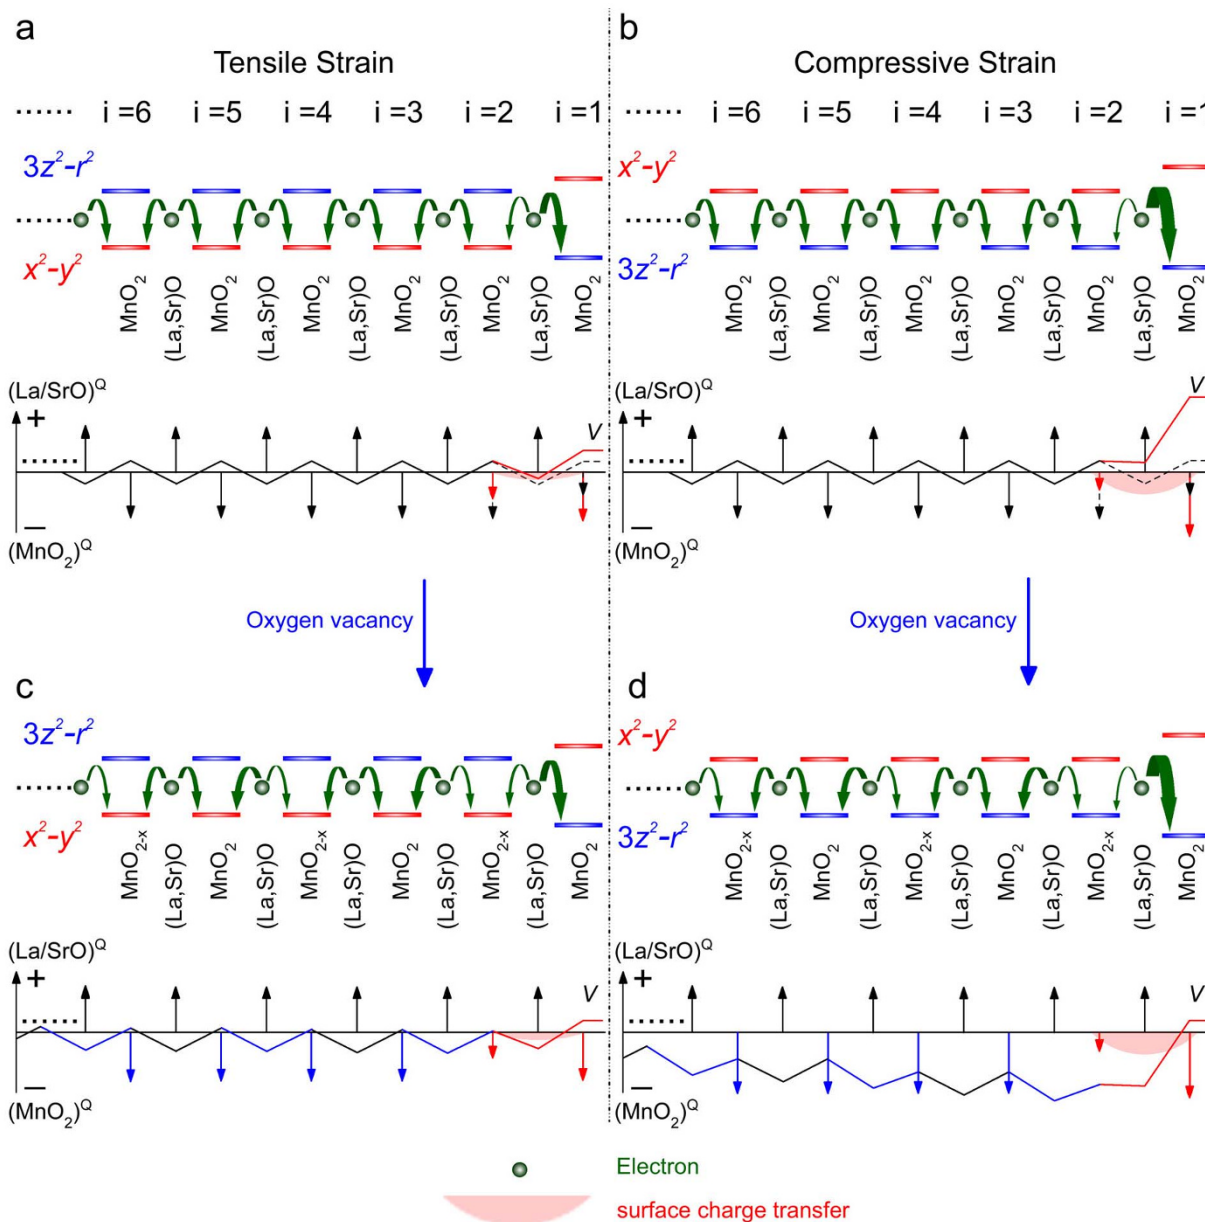 a
Tensile Strain
...... i =6 i =5 i =4 i =3 i =2 i =1
3z²-r²
......
x²-y²
MnO₂ (La,Sr)O MnO₂ (La,Sr)O MnO₂ (La,Sr)O MnO₂ (La,Sr)O MnO₂ (La,Sr)O MnO₂
(La/SrO)^Q
+
V
......
−
(MnO₂)^Q
b
Compressive Strain
...... i =6 i =5 i =4 i =3 i =2 i =1
x²-y²
......
3z²-r²
MnO₂ (La,Sr)O MnO₂ (La,Sr)O MnO₂ (La,Sr)O MnO₂ (La,Sr)O MnO₂ (La,Sr)O MnO₂
(La/SrO)^Q
+
V
......
−
(MnO₂)^Q
Oxygen vacancy
Oxygen vacancy
c
3z²-r²
......
x²-y²
MnO₂₋ₓ (La,Sr)O MnO₂ (La,Sr)O MnO₂₋ₓ (La,Sr)O MnO₂ (La,Sr)O MnO₂₋ₓ (La,Sr)O MnO₂
(La/SrO)^Q
+
V
......
−
(MnO₂)^Q
d
x²-y²
......
3z²-r²
MnO₂₋ₓ (La,Sr)O MnO₂ (La,Sr)O MnO₂₋ₓ (La,Sr)O MnO₂ (La,Sr)O MnO₂₋ₓ (La,Sr)O MnO₂
(La/SrO)^Q
+
V
......
−
(MnO₂)^Q
Electron
surface charge transfer